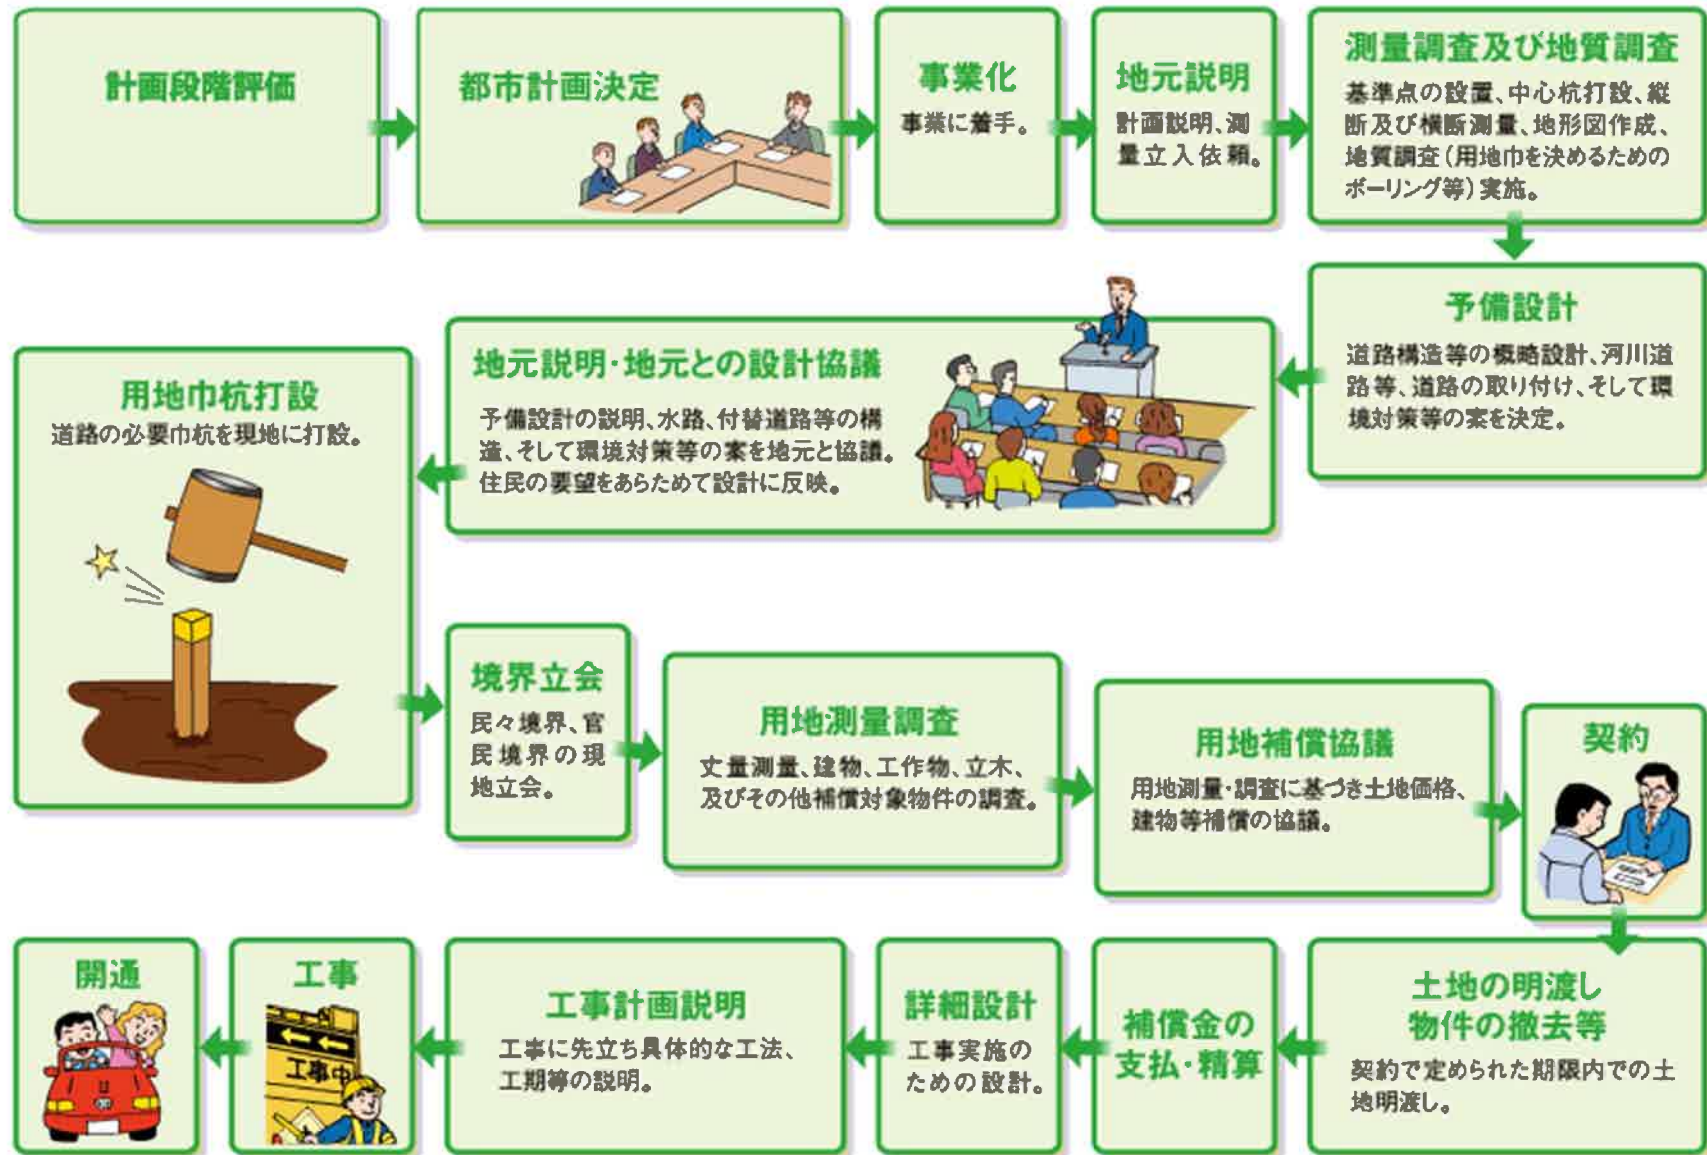 計画段階評価
都市計画決定
事業化
事業に着手。
地元説明
計画説明、測
量立入依頼。
測量調査及び地質調査
基準点の設置、中心杭打設、縦
断及び横断測量、地形図作成、
地質調査(用地巾を決めるための
ボーリング等)実施。
予備設計
道路構造等の概略設計、河川道
路等、道路の取り付け、そして環
境対策等の案を決定。
地元説明・地元との設計協議
予備設計の説明、水路、付替道路等の構
造、そして環境対策等の案を地元と協議。
住民の要望をあらためて設計に反映。
用地巾杭打設
道路の必要巾杭を現地に打設。
境界立会
民々境界、官
民境界の現
地立会。
用地測量調査
丈量測量、建物、工作物、立木、
及びその他補償対象物件の調査。
用地補償協議
用地測量・調査に基づき土地価格、
建物等補償の協議。
契約
土地の明渡し
物件の撤去等
契約で定められた期限内での土
地明渡し。
補償金の
支払・精算
詳細設計
工事実施の
ための設計。
工事計画説明
工事に先立ち具体的な工法、
工期等の説明。
工事
工事中
開通